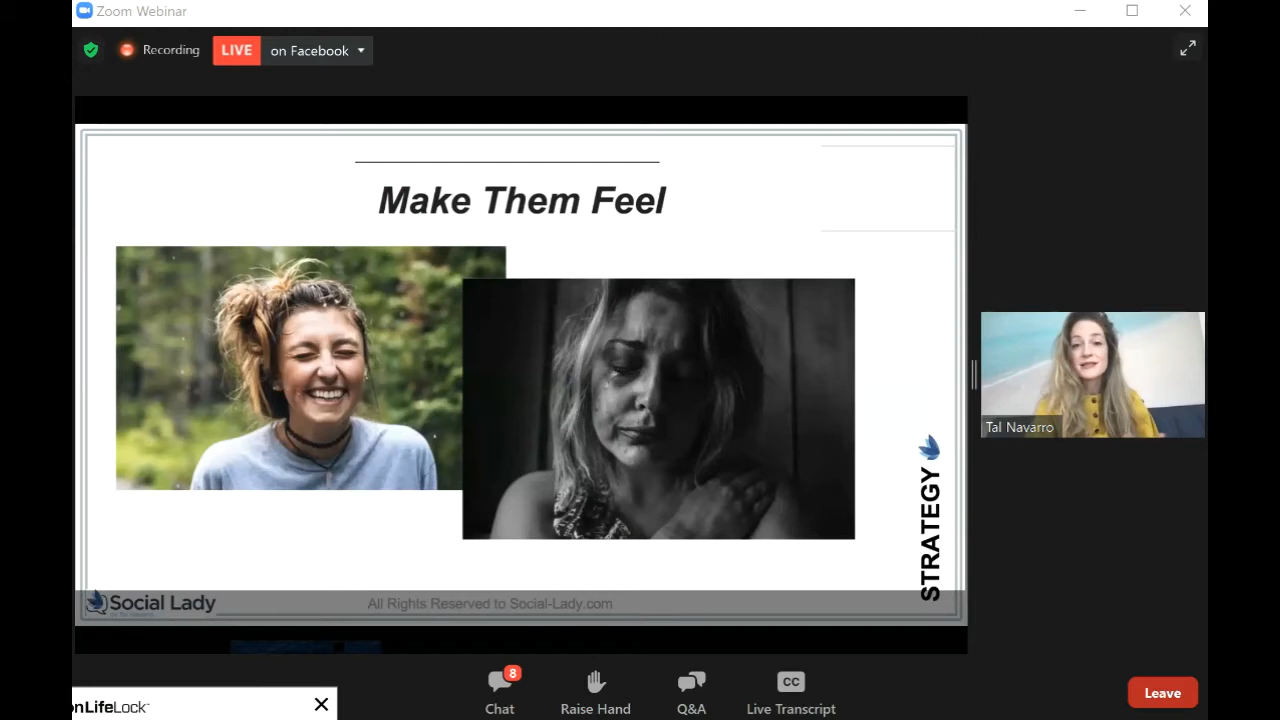 Zoom Webinar
Recording
LIVE
on Facebook
Make Them Feel
Tal Navarro
STRATEGY
Social Lady
All Rights Reserved to Social-Lady.com
8
Chat
Raise Hand
Q&A
CC
Live Transcript
Leave
onLifeLock